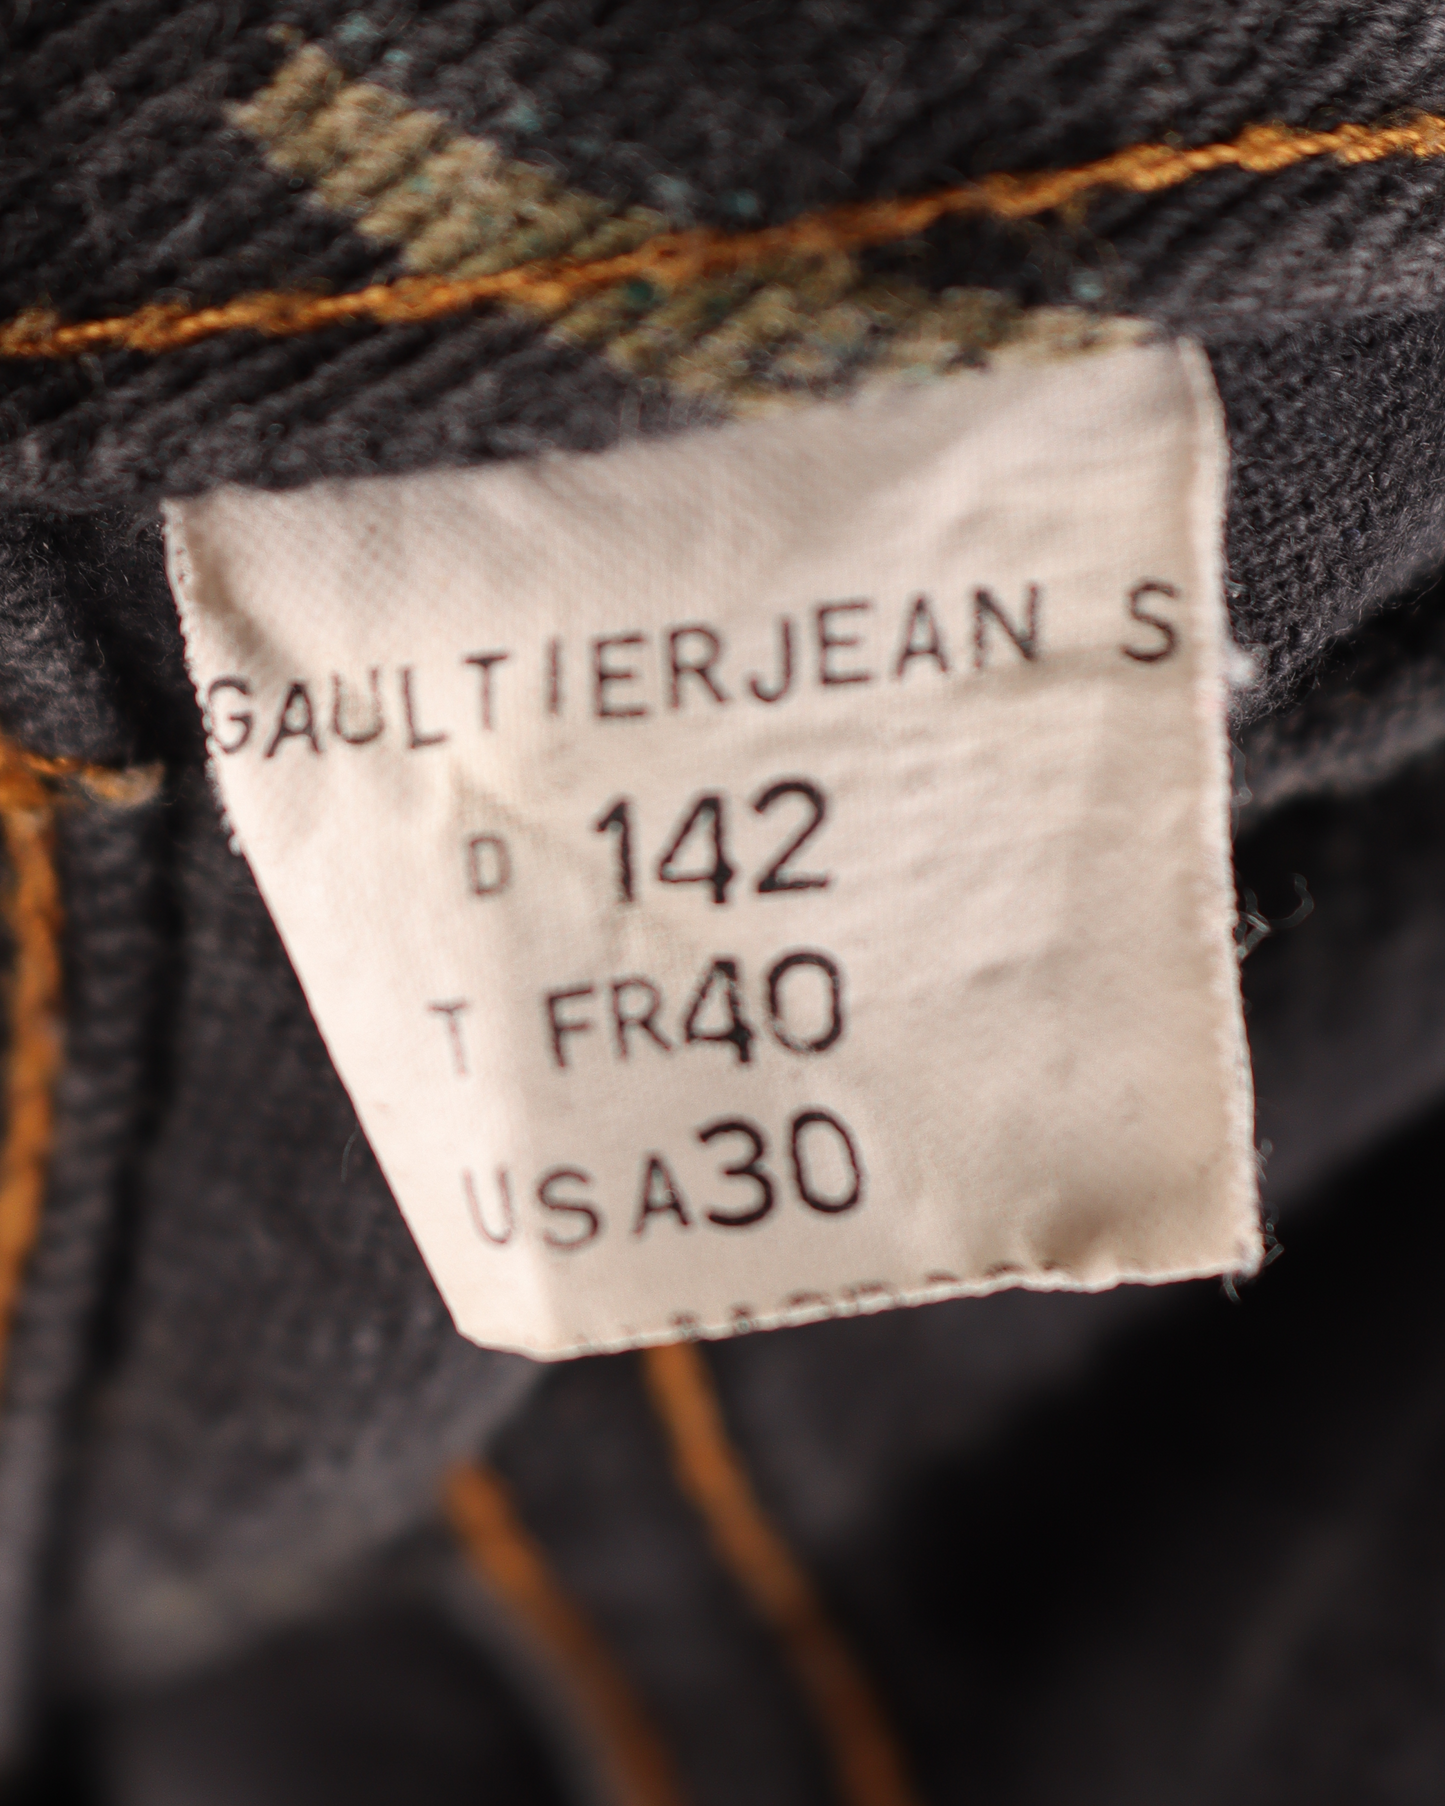 GAULTIERJEAN S
D 142
T FR40
USA30